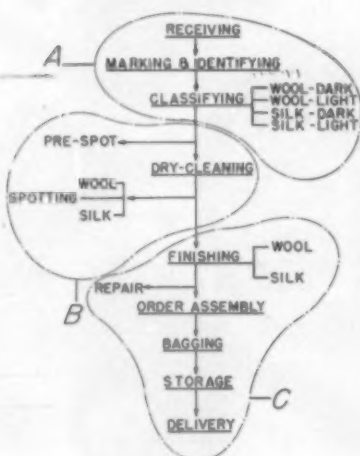 RECEIVING
A
MARKING & IDENTIFYING
CLASSIFYING
WOOL-DARK
WOOL-LIGHT
SILK-DARK
SILK-LIGHT
PRE-SPOT
DRY-CLEANING
WOOL
SPOTTING
SILK
FINISHING
WOOL
SILK
B
REPAIR
ORDER ASSEMBLY
BAGGING
STORAGE
C
DELIVERY